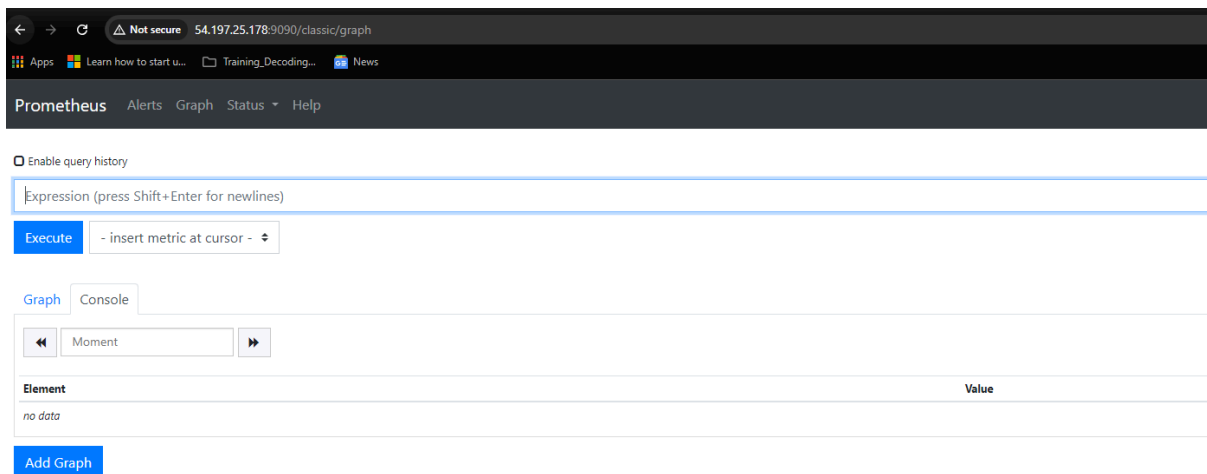 Not secure 54.197.25.178:9090/classic/graph
Apps Learn how to start u... Training_Decoding... News
Prometheus Alerts Graph Status Help
Enable query history
Expression (press Shift+Enter for newlines)
Execute - insert metric at cursor -
Graph Console
Moment
Element Value
no data
Add Graph